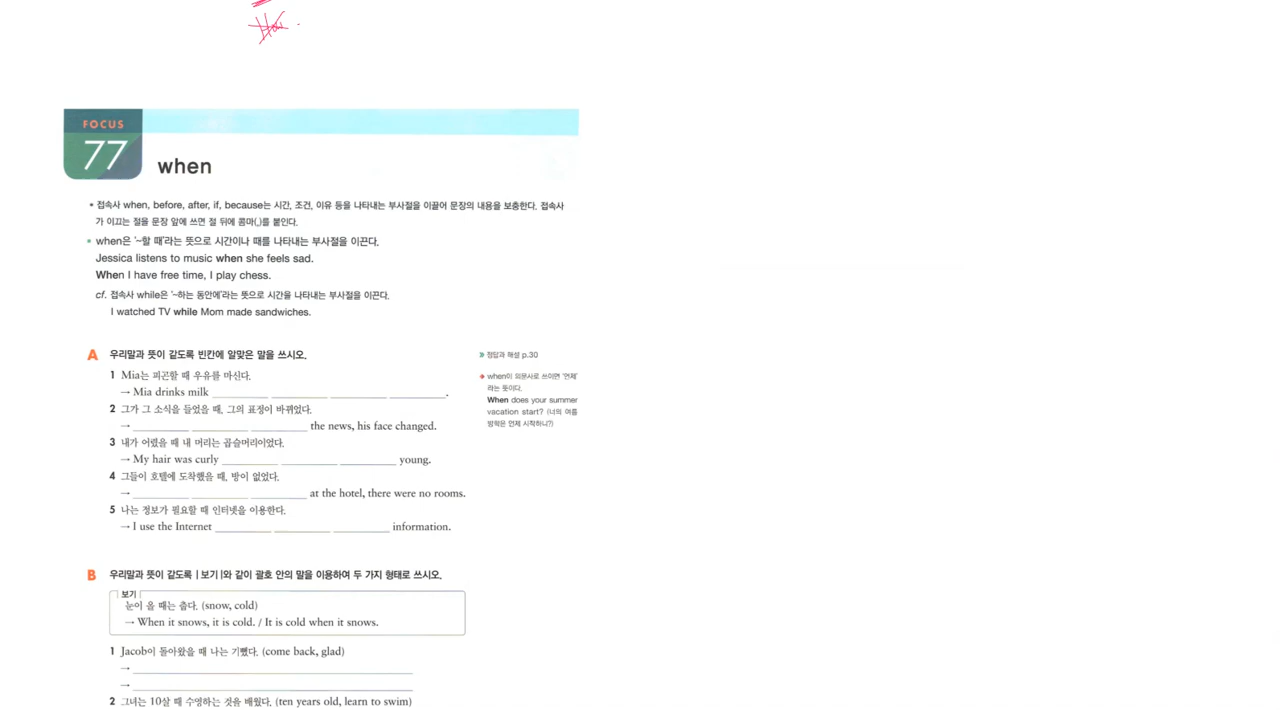 FOCUS
77
when
• 접속사 when, before, after, if, because는 시간, 조건, 이유 등을 나타내는 부사절을 이끌어 문장의 내용을 보충한다. 접속사
가 이끄는 절을 문장 앞에 쓰면 절 뒤에 콤마(,)를 붙인다.
• when은 '~할 때'라는 뜻으로 시간이나 때를 나타내는 부사절을 이끈다.
Jessica listens to music when she feels sad.
When I have free time, I play chess.
cf. 접속사 while은 '~하는 동안에'라는 뜻으로 시간을 나타내는 부사절을 이끈다.
I watched TV while Mom made sandwiches.
A 우리말과 뜻이 같도록 빈칸에 알맞은 말을 쓰시오.
1 Mia는 피곤할 때 우유를 마신다.
→ Mia drinks milk ____ ____ ____ ____.
2 그가 그 소식을 들었을 때, 그의 표정이 바뀌었다.
→ ____ ____ ____ the news, his face changed.
3 내가 어렸을 때 내 머리는 곱슬머리이었다.
→ My hair was curly ____ ____ ____ young.
4 그들이 호텔에 도착했을 때, 방이 없었다.
→ ____ ____ ____ at the hotel, there were no rooms.
5 나는 정보가 필요할 때 인터넷을 이용한다.
→ I use the Internet ____ ____ ____ information.
» 정답과 해설 p.30
when이 의문사로 쓰이면 '언제'
라는 뜻이다.
When does your summer
vacation start? (너의 여름
방학은 언제 시작하니?)
B 우리말과 뜻이 같도록 |보기|와 같이 괄호 안의 말을 이용하여 두 가지 형태로 쓰시오.
보기
눈이 올 때는 춥다. (snow, cold)
→ When it snows, it is cold. / It is cold when it snows.
1 Jacob이 돌아왔을 때 나는 기뻤다. (come back, glad)
→
→
2 그녀는 10살 때 수영하는 것을 배웠다. (ten years old, learn to swim)